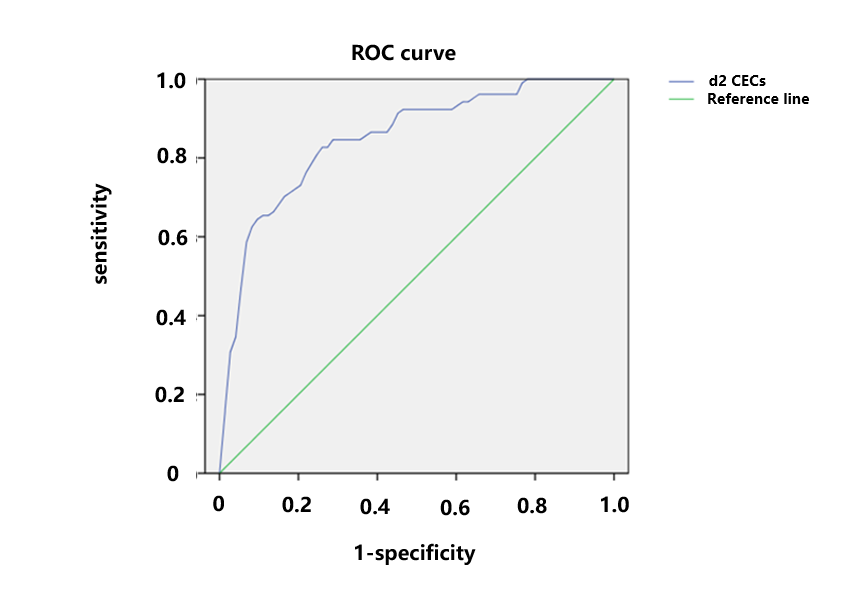 ROC curve
d2 CECs
Reference line
sensitivity
1.0
0.8
0.6
0.4
0.2
0
0 0.2 0.4 0.6 0.8 1.0
1-specificity